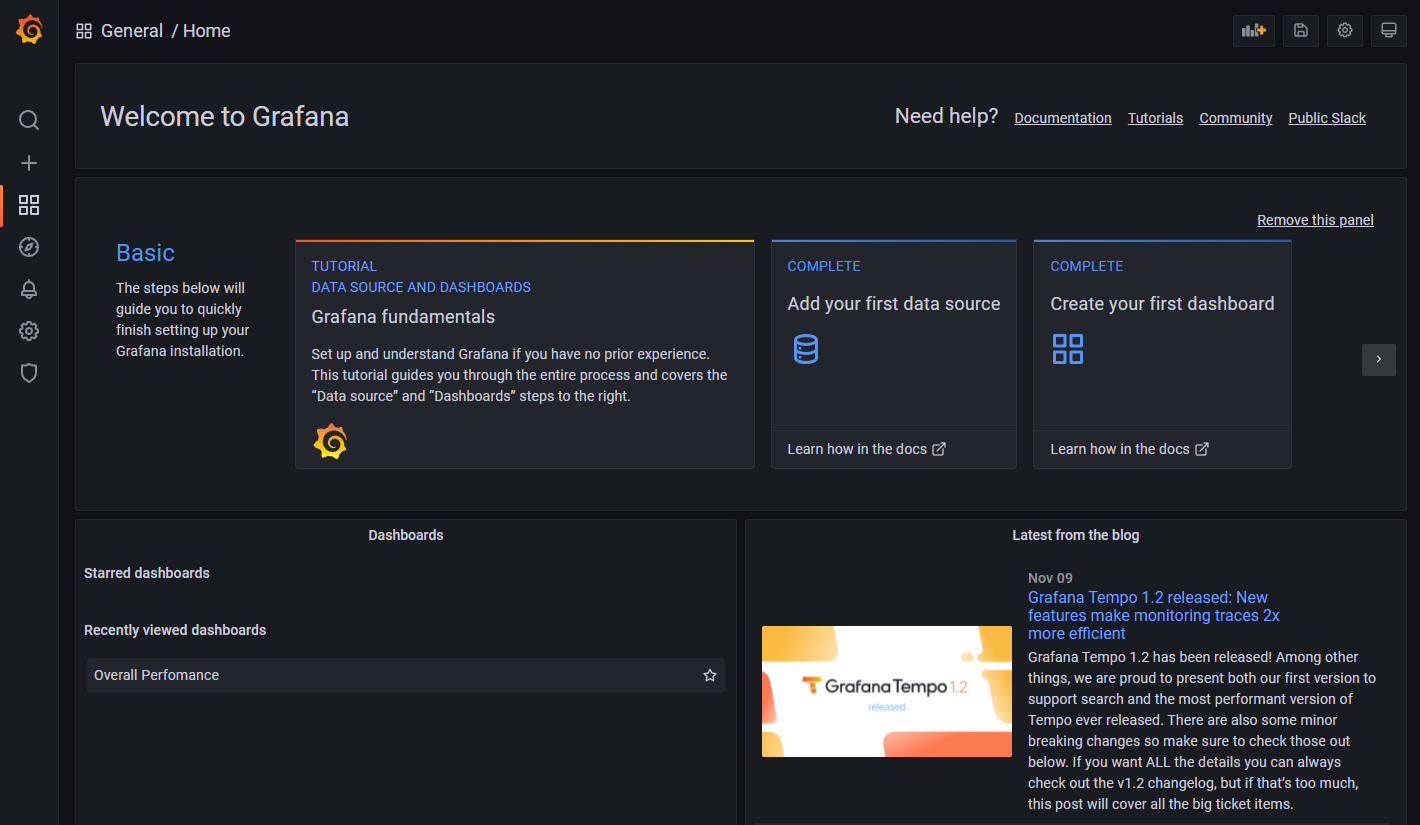 General / Home
Welcome to Grafana
Need help? Documentation Tutorials Community Public Slack
Remove this panel
Basic
The steps below will
guide you to quickly
finish setting up your
Grafana installation.
TUTORIAL
DATA SOURCE AND DASHBOARDS
Grafana fundamentals
Set up and understand Grafana if you have no prior experience.
This tutorial guides you through the entire process and covers the
“Data source” and “Dashboards” steps to the right.
COMPLETE
Add your first data source
Learn how in the docs
COMPLETE
Create your first dashboard
Learn how in the docs
Dashboards
Starred dashboards
Recently viewed dashboards
Overall Perfomance
Latest from the blog
Grafana Tempo 1.2
released
Nov 09
Grafana Tempo 1.2 released: New
features make monitoring traces 2x
more efficient
Grafana Tempo 1.2 has been released! Among other
things, we are proud to present both our first version to
support search and the most performant version of
Tempo ever released. There are also some minor
breaking changes so make sure to check those out
below. If you want ALL the details you can always
check out the v1.2 changelog, but if that’s too much,
this post will cover all the big ticket items.